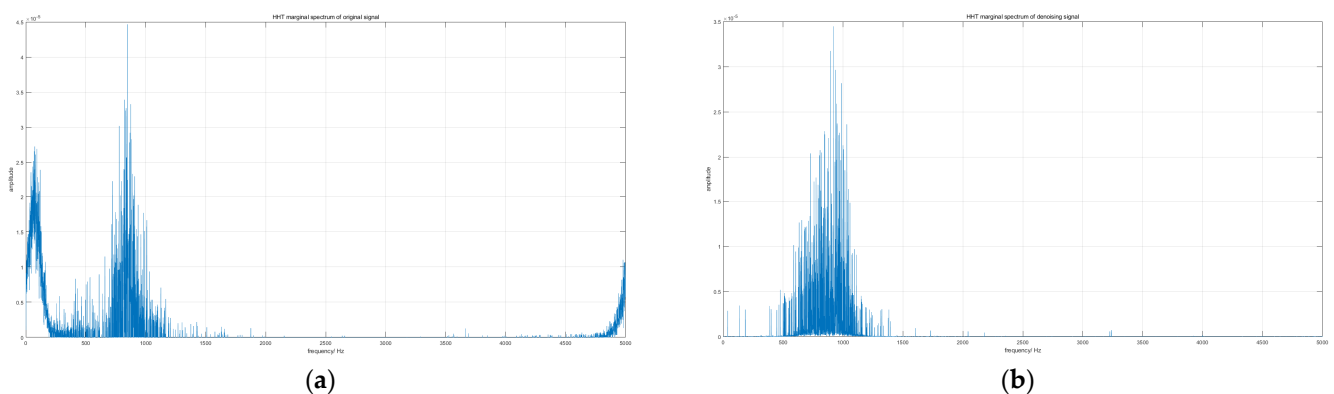 HHT marginal spectrum of original signal
4.5 ×10⁻⁶
4
3.5
3
2.5
2
1.5
1
0.5
0
amplitude
0 500 1000 1500 2000 2500 3000 3500 4000 4500 5000
frequency/ Hz
(a)
HHT marginal spectrum of denoising signal
3.5
3
2.5
2
1.5
1
0.5
0
amplitude
0 500 1000 1500 2000 2500 3000 3500 4000 4500 5000
frequency/ Hz
(b)